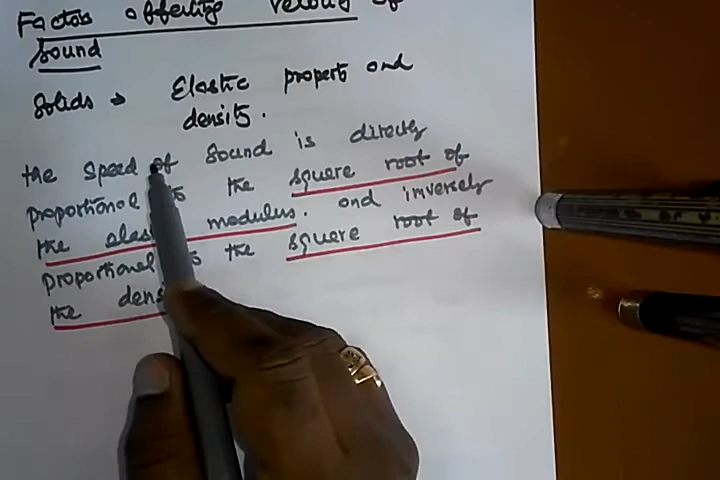 Factors affecting velocity of
sound
Solids → Elastic property and
density.
the speed of sound is directly
proportional to the square root of
the elas modulus. and inversely
proportional to the square root of
the dens